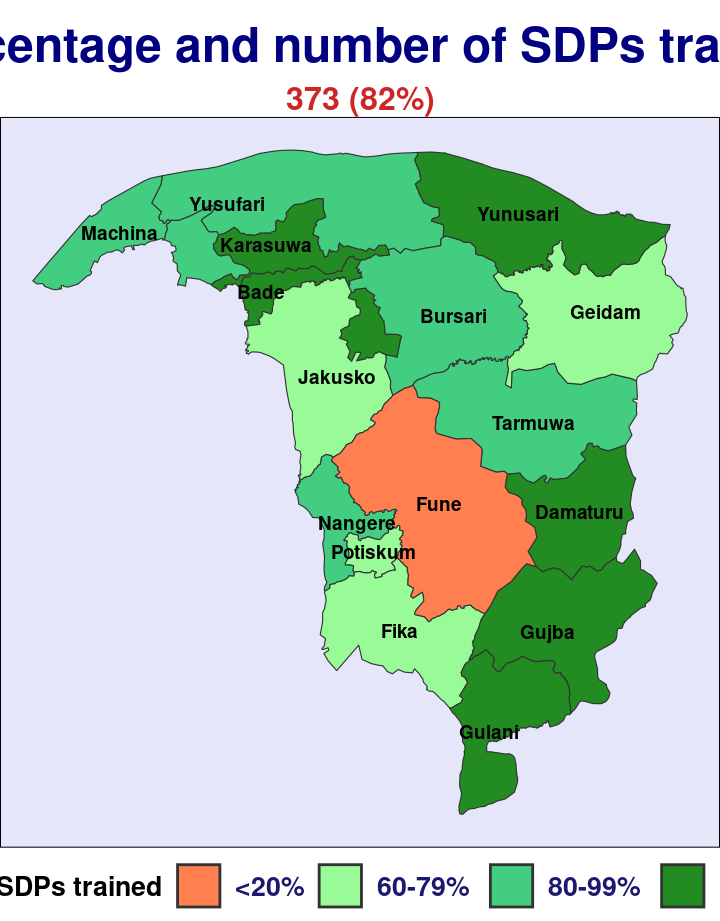 centage and number of SDPs tra
373 (82%)
Yusufari
Yunusari
Machina
Karasuwa
Bade
Geidam
Bursari
Jakusko
Tarmuwa
Fune
Damaturu
Nangere
Potiskum
Fika
Gujba
Gulani
SDPs trained <20% 60-79% 80-99%